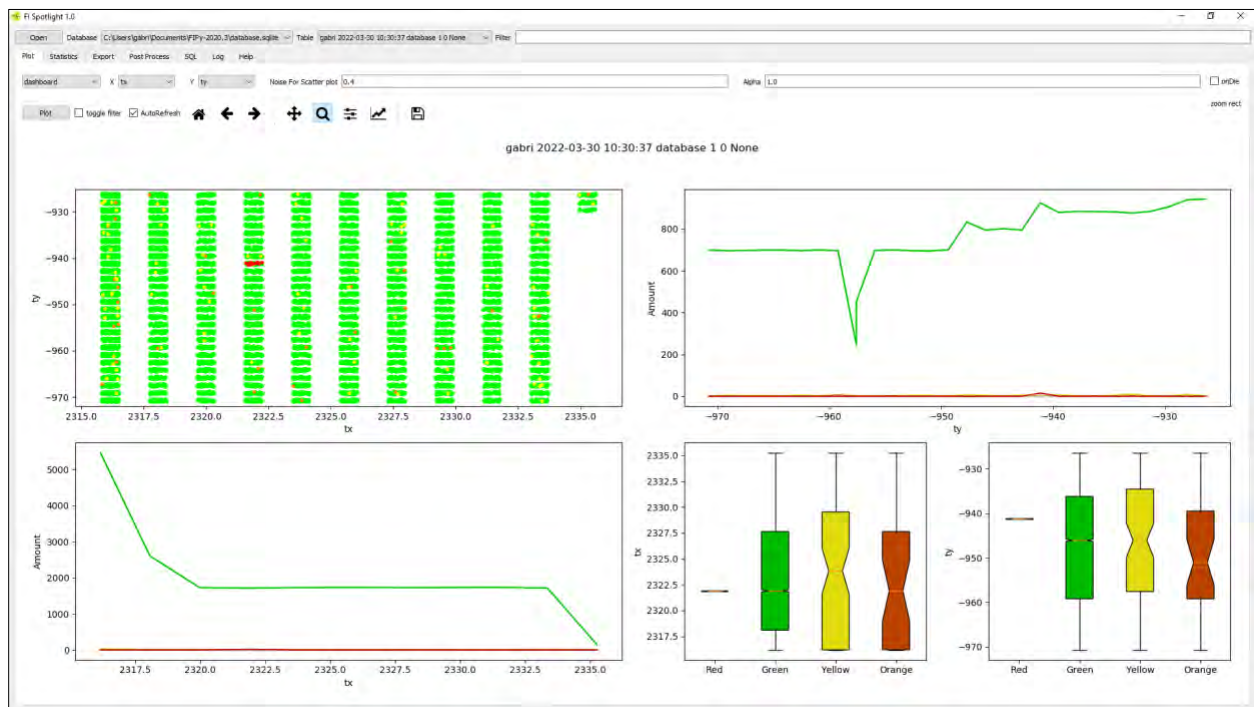 FI Spotlight 1.0
Open Database C:\Users\gabri\Documents\FIPy-2020.3\database.sqlite Table gabri 2022-03-30 10:30:37 database 1 0 None Filter
Plot Statistics Export Post Process SQL Log Help
dashboard X tx Y ty Noise For Scatter plot 0.4 Alpha 1.0 onDie
Plot toggle filter AutoRefresh zoom rect
gabri 2022-03-30 10:30:37 database 1 0 None
−930
−940
−950
−960
−970
ty
2315.0 2317.5 2320.0 2322.5 2325.0 2327.5 2330.0 2332.5 2335.0
tx
800
600
400
200
0
Amount
−970 −960 −950 −940 −930
ty
5000
4000
3000
2000
1000
0
Amount
2317.5 2320.0 2322.5 2325.0 2327.5 2330.0 2332.5 2335.0
tx
2335.0
2332.5
2330.0
2327.5
2325.0
2322.5
2320.0
2317.5
tx
Red Green Yellow Orange
−930
−940
−950
−960
−970
ty
Red Green Yellow Orange